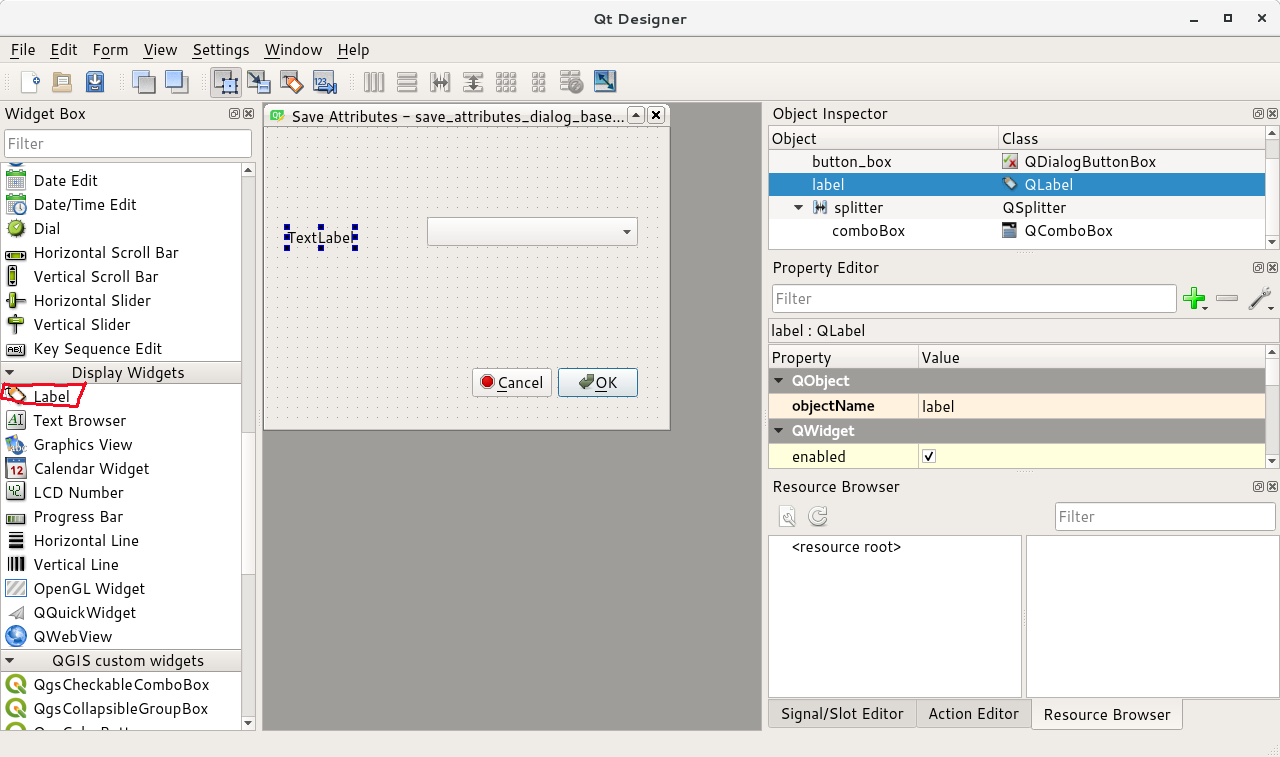 Qt Designer
File Edit Form View Settings Window Help
Widget Box
Filter
Date Edit
Date/Time Edit
Dial
Horizontal Scroll Bar
Vertical Scroll Bar
Horizontal Slider
Vertical Slider
Key Sequence Edit
Display Widgets
Label
Text Browser
Graphics View
Calendar Widget
LCD Number
Progress Bar
Horizontal Line
Vertical Line
OpenGL Widget
QQuickWidget
QWebView
QGIS custom widgets
QgsCheckableComboBox
QgsCollapsibleGroupBox
Save Attributes – save_attributes_dialog_base...
TextLabel
Cancel OK
Object Inspector
Object Class
button_box QDialogButtonBox
label QLabel
splitter QSplitter
comboBox QComboBox
Property Editor
Filter
label : QLabel
Property Value
QObject
objectName label
QWidget
enabled
Resource Browser
Filter
<resource root>
Signal/Slot Editor Action Editor Resource Browser